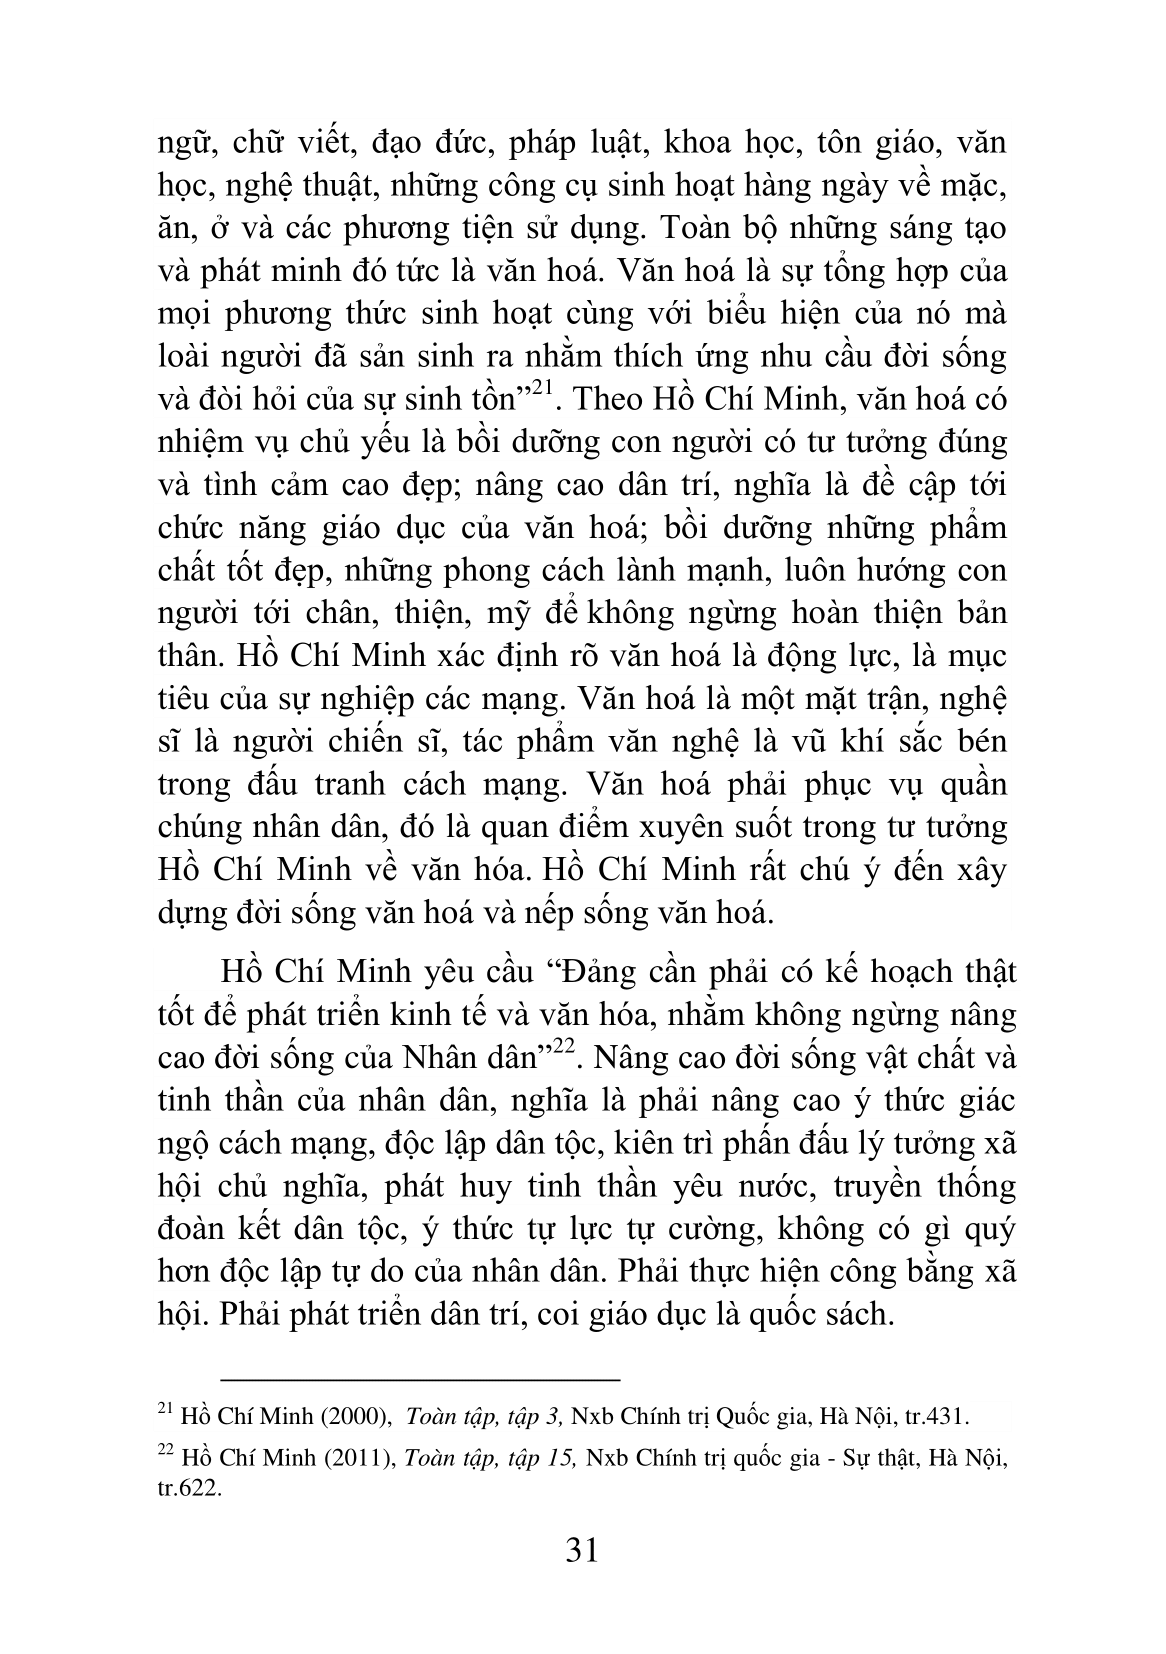 ngữ, chữ viết, đạo đức, pháp luật, khoa học, tôn giáo, văn
học, nghệ thuật, những công cụ sinh hoạt hàng ngày về mặc,
ăn, ở và các phương tiện sử dụng. Toàn bộ những sáng tạo
và phát minh đó tức là văn hoá. Văn hoá là sự tổng hợp của
mọi phương thức sinh hoạt cùng với biểu hiện của nó mà
loài người đã sản sinh ra nhằm thích ứng nhu cầu đời sống
và đòi hỏi của sự sinh tồn”21. Theo Hồ Chí Minh, văn hoá có
nhiệm vụ chủ yếu là bồi dưỡng con người có tư tưởng đúng
và tình cảm cao đẹp; nâng cao dân trí, nghĩa là đề cập tới
chức năng giáo dục của văn hoá; bồi dưỡng những phẩm
chất tốt đẹp, những phong cách lành mạnh, luôn hướng con
người tới chân, thiện, mỹ để không ngừng hoàn thiện bản
thân. Hồ Chí Minh xác định rõ văn hoá là động lực, là mục
tiêu của sự nghiệp các mạng. Văn hoá là một mặt trận, nghệ
sĩ là người chiến sĩ, tác phẩm văn nghệ là vũ khí sắc bén
trong đấu tranh cách mạng. Văn hoá phải phục vụ quần
chúng nhân dân, đó là quan điểm xuyên suốt trong tư tưởng
Hồ Chí Minh về văn hóa. Hồ Chí Minh rất chú ý đến xây
dựng đời sống văn hoá và nếp sống văn hoá.
Hồ Chí Minh yêu cầu “Đảng cần phải có kế hoạch thật
tốt để phát triển kinh tế và văn hóa, nhằm không ngừng nâng
cao đời sống của Nhân dân”22. Nâng cao đời sống vật chất và
tinh thần của nhân dân, nghĩa là phải nâng cao ý thức giác
ngộ cách mạng, độc lập dân tộc, kiên trì phấn đấu lý tưởng xã
hội chủ nghĩa, phát huy tinh thần yêu nước, truyền thống
đoàn kết dân tộc, ý thức tự lực tự cường, không có gì quý
hơn độc lập tự do của nhân dân. Phải thực hiện công bằng xã
hội. Phải phát triển dân trí, coi giáo dục là quốc sách.
21 Hồ Chí Minh (2000), Toàn tập, tập 3, Nxb Chính trị Quốc gia, Hà Nội, tr.431.
22 Hồ Chí Minh (2011), Toàn tập, tập 15, Nxb Chính trị quốc gia - Sự thật, Hà Nội,
tr.622.
31